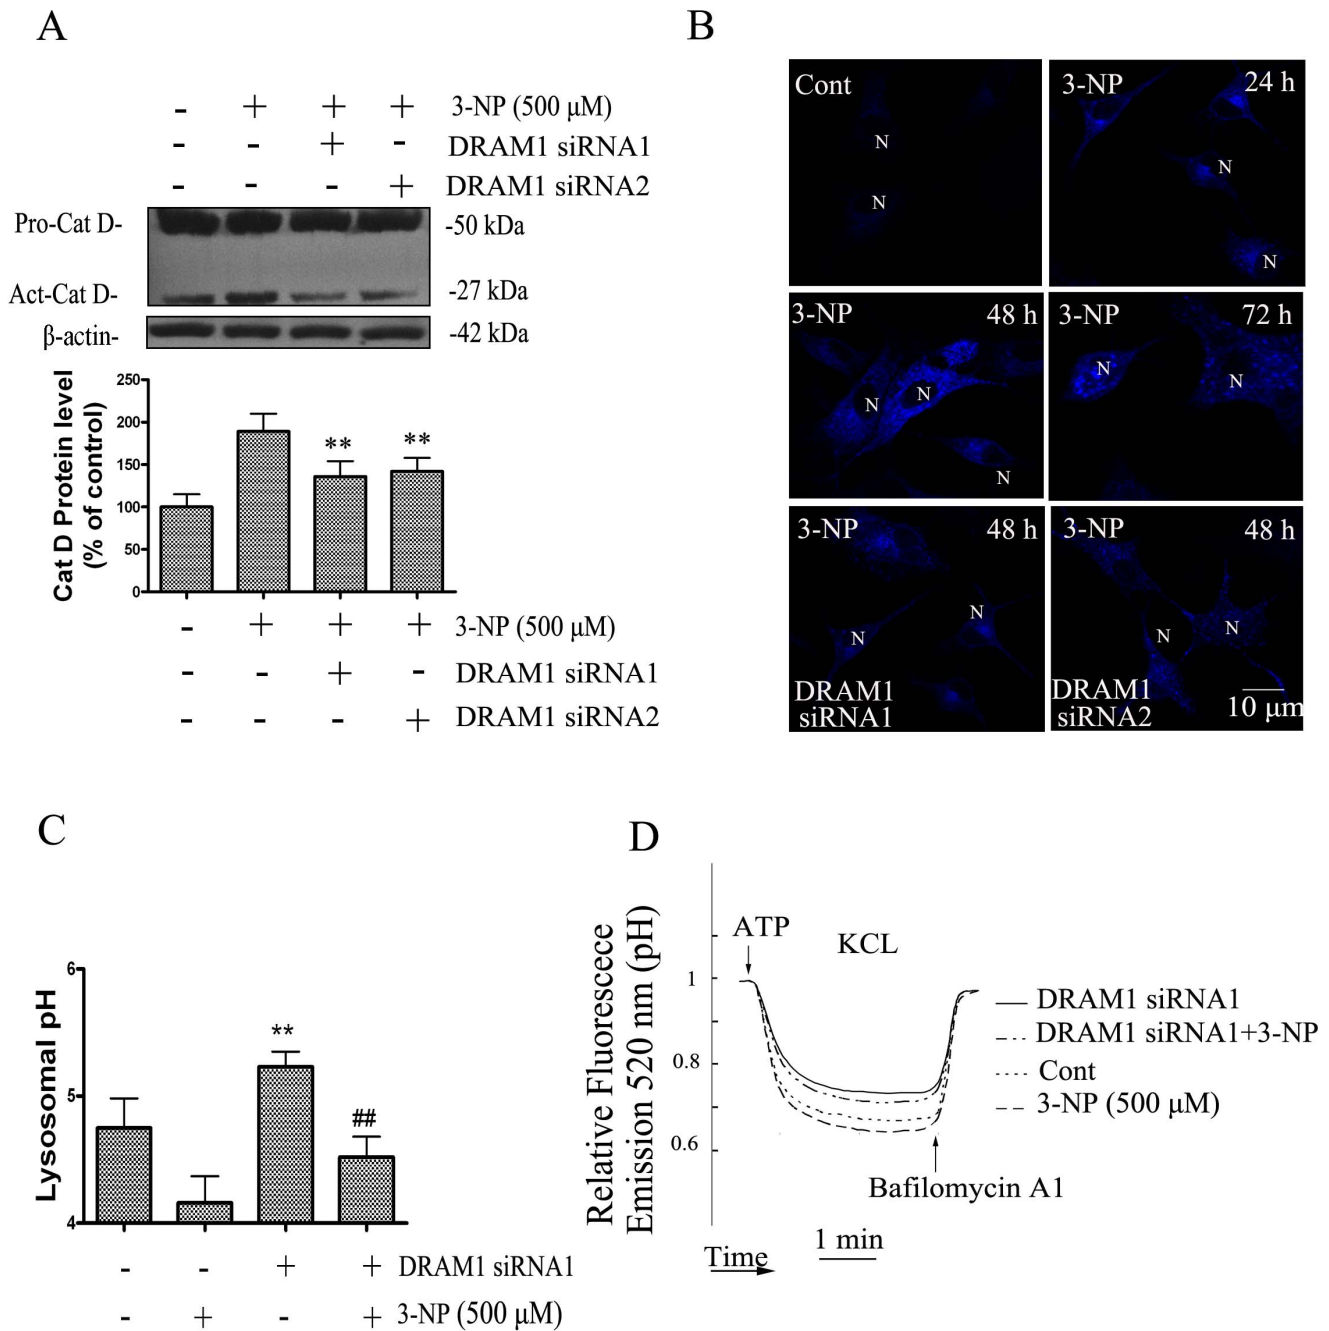 A
- + + + 3-NP (500 μM)
- - + - DRAM1 siRNA1
- - - + DRAM1 siRNA2
Pro-Cat D- -50 kDa
Act-Cat D- -27 kDa
β-actin- -42 kDa
Cat D Protein level
(% of control)
250
200
150
100
50
0
** **
- + + + 3-NP (500 μM)
- - + - DRAM1 siRNA1
- - - + DRAM1 siRNA2
B
Cont
N
N
3-NP 24 h
N
N
N
3-NP 48 h
N
N
N
3-NP 72 h
N
N
3-NP 48 h
N
N
DRAM1
siRNA1
3-NP 48 h
N
N
DRAM1
siRNA2
10 μm
C
Lysosomal pH
6
5
4
**
##
- - + + DRAM1 siRNA1
- + - + 3-NP (500 μM)
D
Relative Fluorescece
Emission 520 nm (pH)
ATP
KCL
1
0.8
0.6
DRAM1 siRNA1
DRAM1 siRNA1+3-NP
Cont
3-NP (500 μM)
Bafilomycin A1
Time
1 min